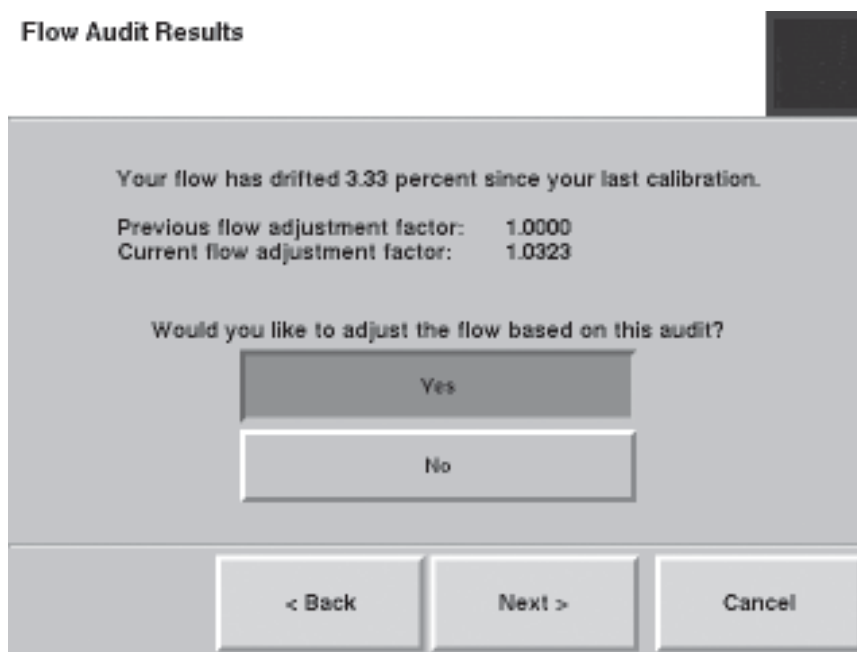 Flow Audit Results
Your flow has drifted 3.33 percent since your last calibration.
Previous flow adjustment factor: 1.0000
Current flow adjustment factor: 1.0323
Would you like to adjust the flow based on this audit?
Yes
No
< Back
Next >
Cancel